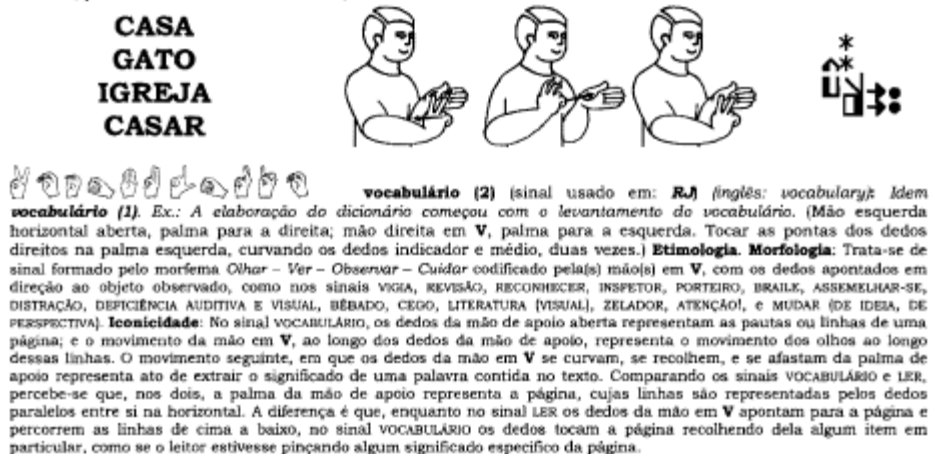 CASA
GATO
IGREJA
CASAR
vocabulário (2) (sinal usado em: RJ) (inglês: vocabulary): Idem
vocabulário (1). Ex.: A elaboração do dicionário começou com o levantamento do vocabulário. (Mão esquerda
horizontal aberta, palma para a direita; mão direita em V, palma para a esquerda. Tocar as pontas dos dedos
direitos na palma esquerda, curvando os dedos indicador e médio, duas vezes.) Etimologia. Morfologia: Trata-se de
sinal formado pelo morfema Olhar – Ver – Observar – Cuidar codificado pela(s) mão(s) em V, com os dedos apontados em
direção ao objeto observado, como nos sinais VIGIA, REVISÃO, RECONHECER, INSPETOR, PORTEIRO, BRAILE, ASSEMELHAR-SE,
DISTRAÇÃO, DEFICIÊNCIA AUDITIVA E VISUAL, BÊBADO, CEGO, LITERATURA (VISUAL), ZELADOR, ATENÇÃO!, e MUDAR (DE IDEIA, DE
PERSPECTIVA). Iconicidade: No sinal VOCABULÁRIO, os dedos da mão de apoio aberta representam as pautas ou linhas de uma
página; e o movimento da mão em V, ao longo dos dedos da mão de apoio, representa o movimento dos olhos ao longo
dessas linhas. O movimento seguinte, em que os dedos da mão em V se curvam, se recolhem, e se afastam da palma de
apoio representa ato de extrair o significado de uma palavra contida no texto. Comparando os sinais VOCABULÁRIO e LER,
percebe-se que, nos dois, a palma da mão de apoio representa a página, cujas linhas são representadas pelos dedos
paralelos entre si na horizontal. A diferença é que, enquanto no sinal LER os dedos da mão em V apontam para a página e
percorrem as linhas de cima a baixo, no sinal VOCABULÁRIO os dedos tocam a página recolhendo dela algum item em
particular, como se o leitor estivesse pinçando algum significado específico da página.